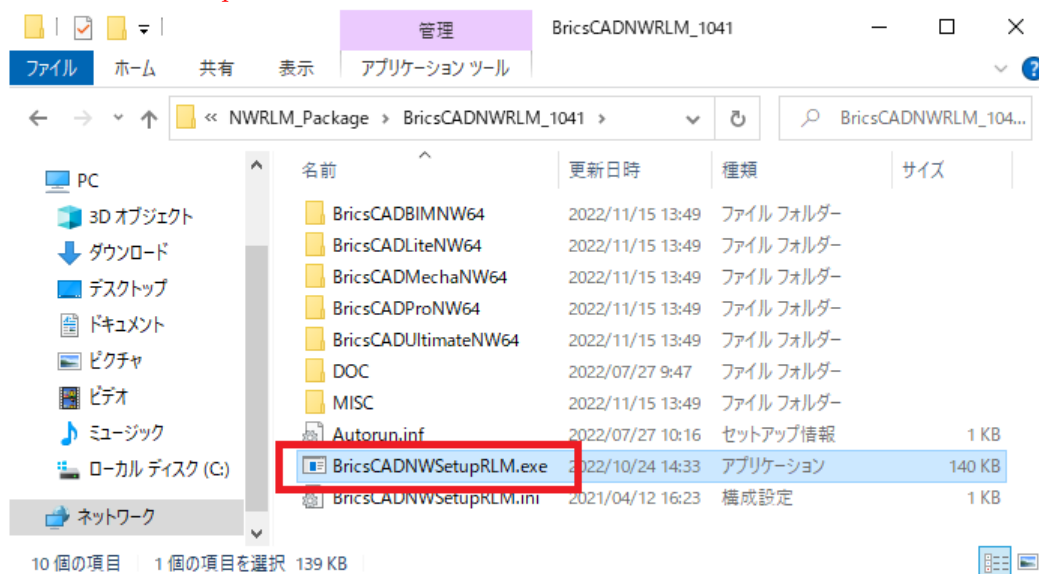 管理 BricsCADNWRLM_1041
ファイル ホーム 共有 表示 アプリケーション ツール
« NWRLM_Package › BricsCADNWRLM_1041 › BricsCADNWRLM_104...
PC
3D オブジェクト
ダウンロード
デスクトップ
ドキュメント
ピクチャ
ビデオ
ミュージック
ローカル ディスク (C:)
ネットワーク
名前 更新日時 種類 サイズ
BricsCADBIMNW64 2022/11/15 13:49 ファイル フォルダー
BricsCADLiteNW64 2022/11/15 13:49 ファイル フォルダー
BricsCADMechaNW64 2022/11/15 13:49 ファイル フォルダー
BricsCADProNW64 2022/11/15 13:49 ファイル フォルダー
BricsCADUltimateNW64 2022/11/15 13:49 ファイル フォルダー
DOC 2022/07/27 9:47 ファイル フォルダー
MISC 2022/11/15 13:49 ファイル フォルダー
Autorun.inf 2022/07/27 10:16 セットアップ情報 1 KB
BricsCADNWSetupRLM.exe 2022/10/24 14:33 アプリケーション 140 KB
BricsCADNWSetupRLM.ini 2021/04/12 16:23 構成設定 1 KB
10 個の項目 1 個の項目を選択 139 KB